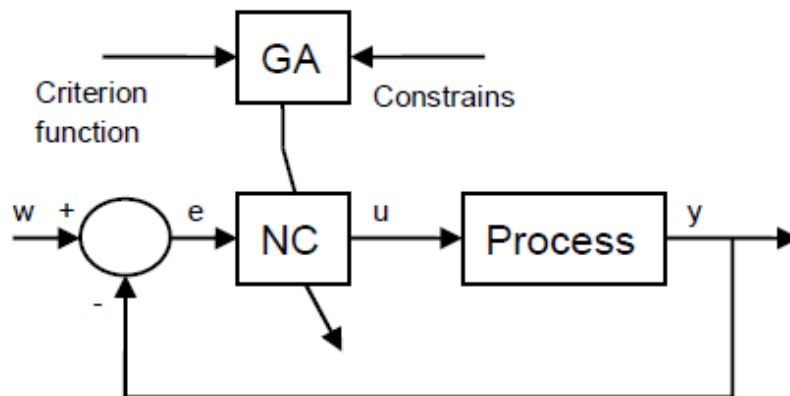 GA
Criterion
function
Constrains
w
+
e
NC
u
Process
y
-